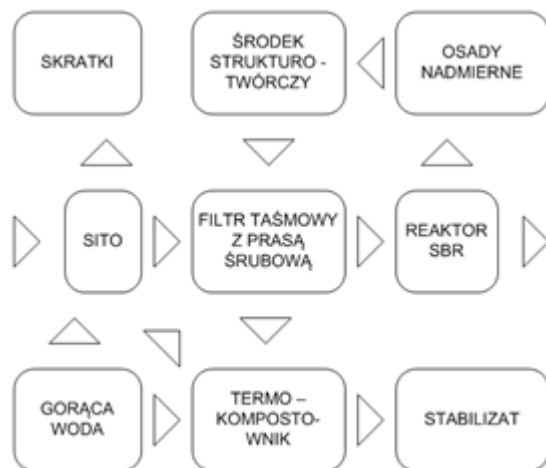 SKRATKI
ŚRODEK
STRUKTURO -
TWÓRCZY
OSADY
NADMIERNE
SITO
FILTR TAŚMOWY
Z PRASĄ
ŚRUBOWĄ
REAKTOR
SBR
GORĄCA
WODA
TERMO –
KOMPOSTO-
WNIK
STABILIZAT